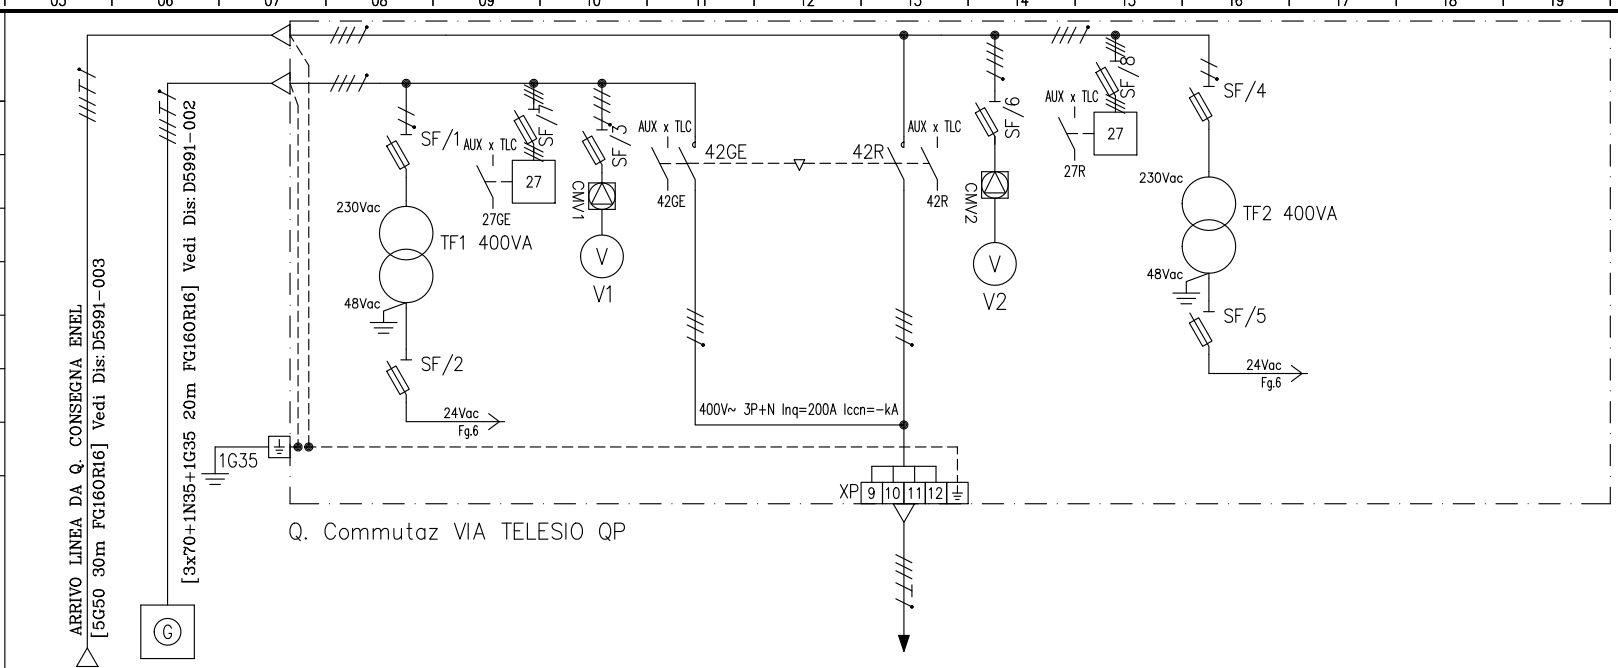 05 06 07 08 09 10 11 12 13 14 15 16 17 18 19
ARRIVO LINEA DA Q. CONSEGNA ENEL
[5G50 30m FG16OR16] Vedi Dis:D5991-003
[3x70+1N35+1G35 20m FG16OR16] Vedi Dis:D5991-002
G
1G35
SF/1
230Vac
TF1 400VA
48Vac
SF/2
24Vac
Fg.6
AUX x TLC
SF/7
27
27GE
SF/3
CMV1
V
V1
AUX x TLC
42GE
42GE
42R
AUX x TLC
42R
SF/6
CMV2
V
V2
AUX x TLC
SF/8
27
27R
SF/4
230Vac
TF2 400VA
48Vac
SF/5
24Vac
Fg.6
400V~ 3P+N Inq=200A Iccn=-kA
XP 9 10 11 12
Q. Commutaz VIA TELESIO QP